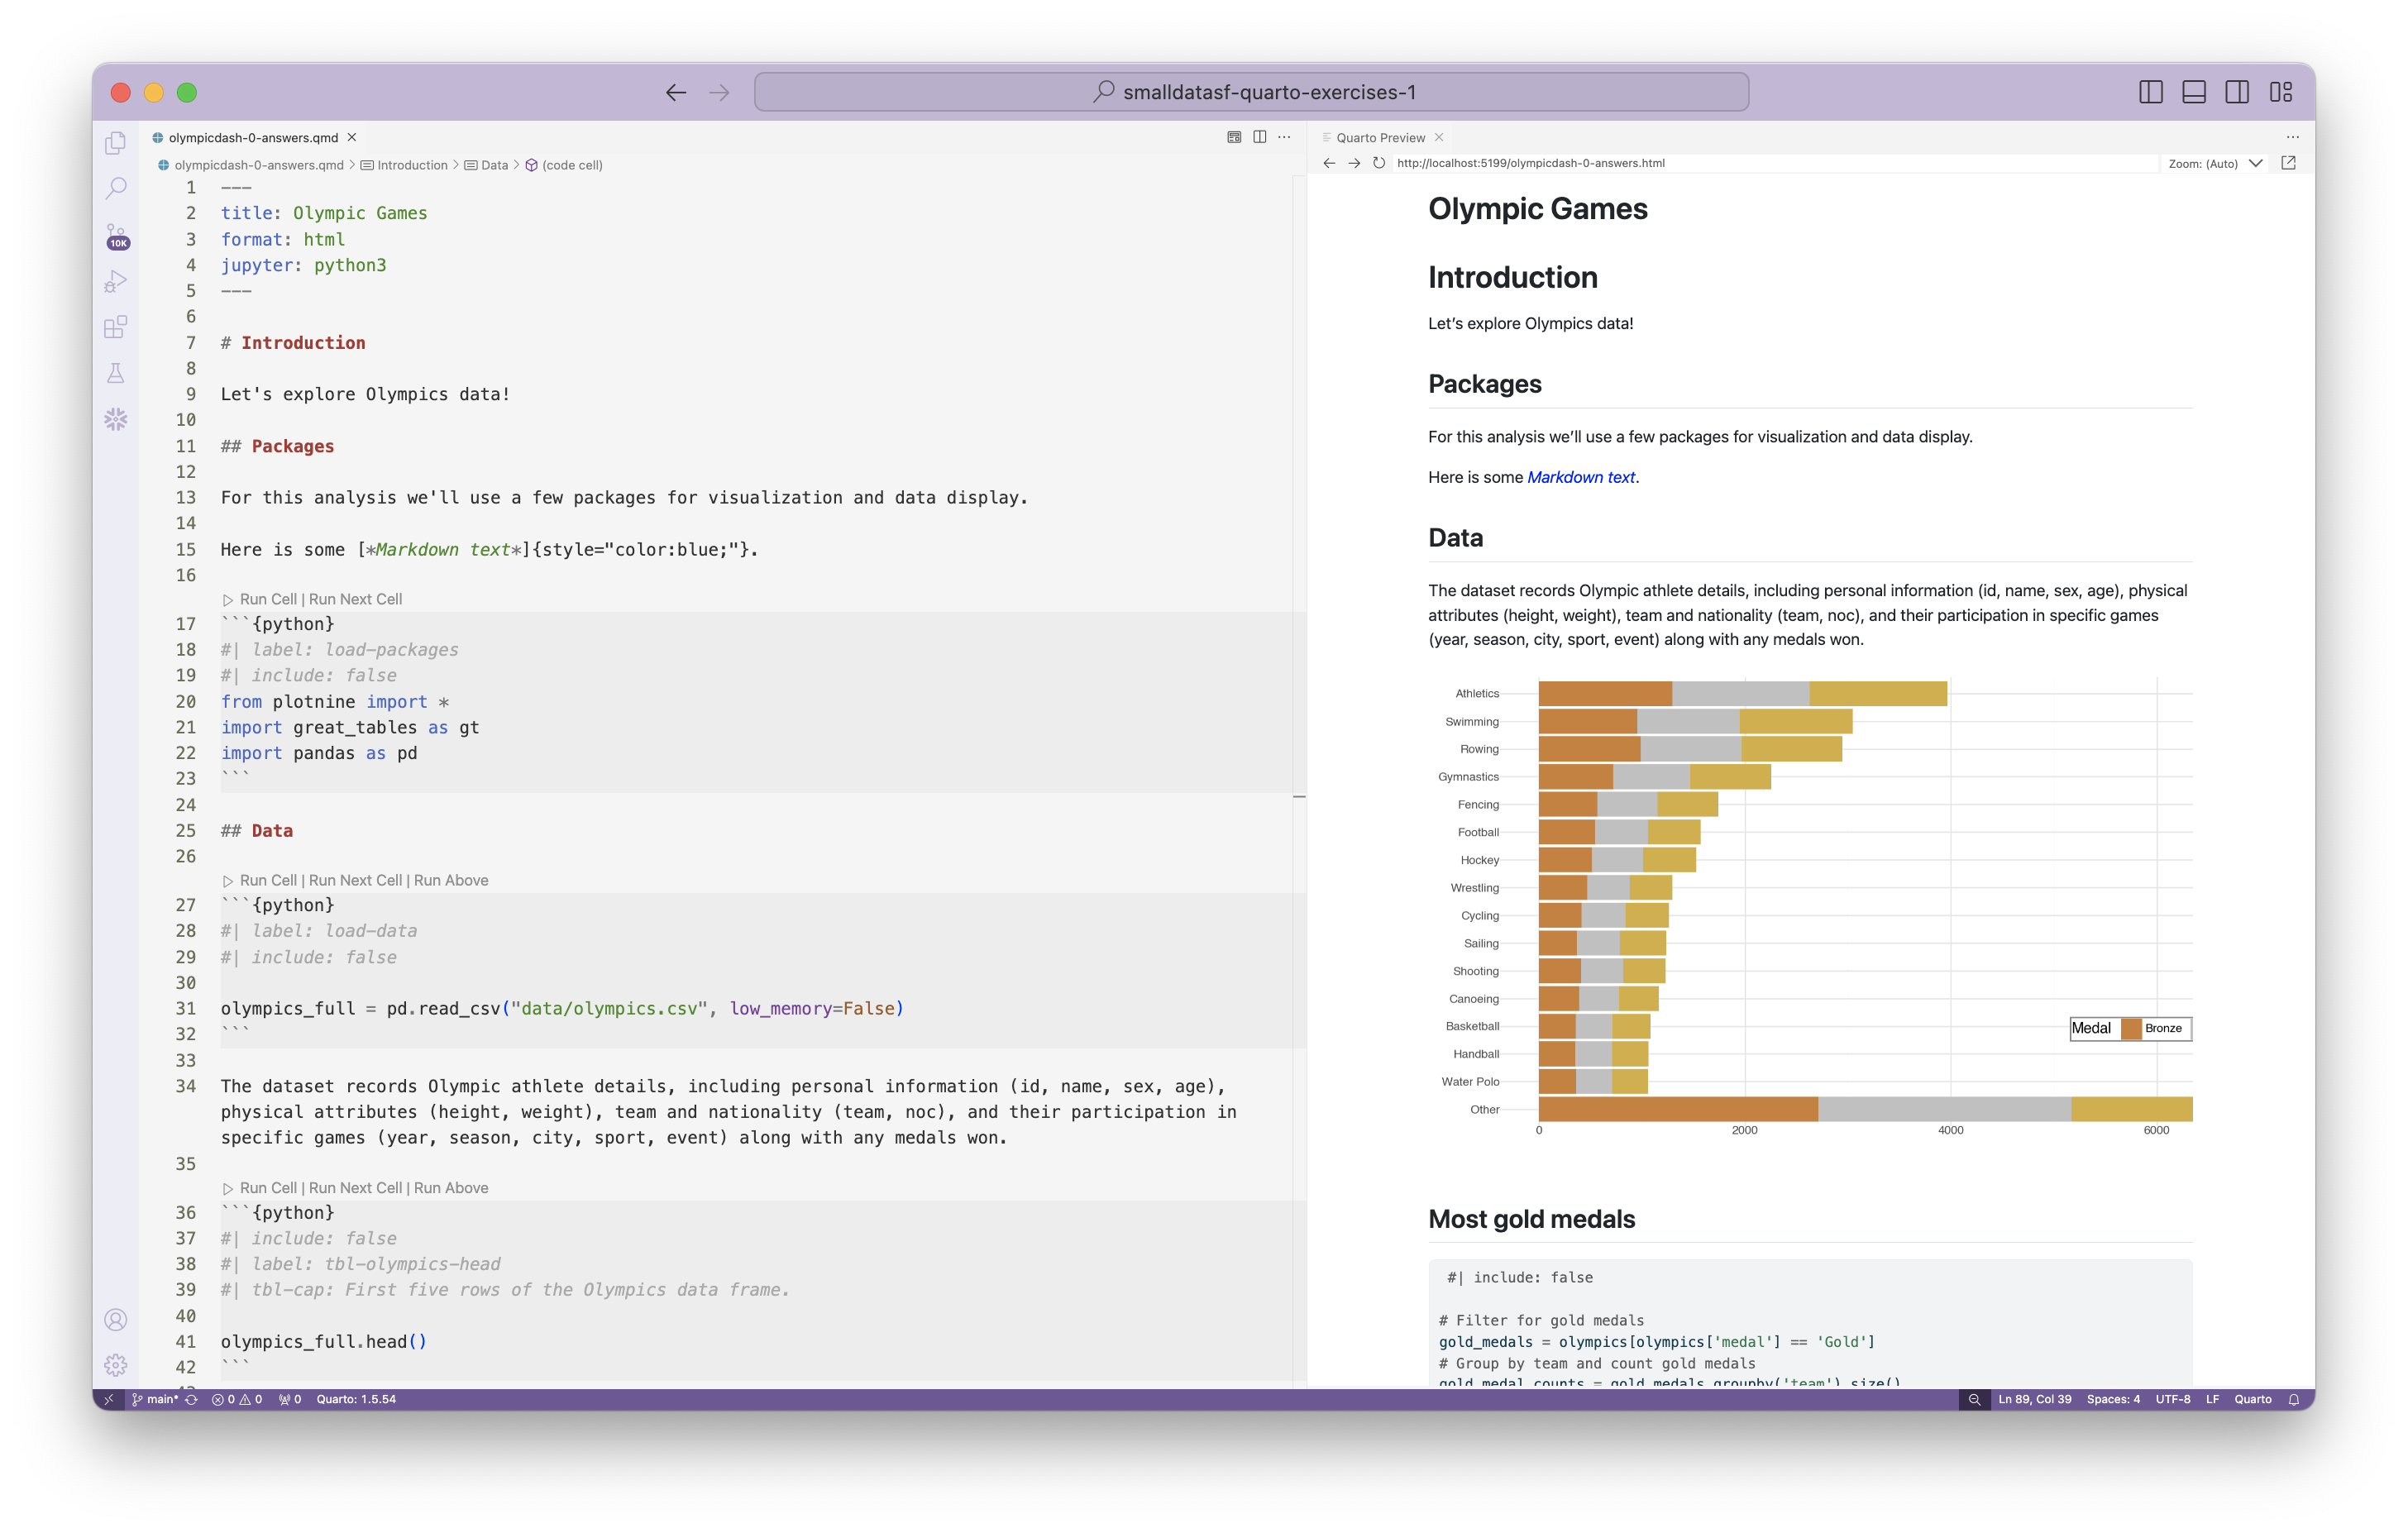 smalldatasf-quarto-exercises-1
olympicdash-0-answers.qmd
olympicdash-0-answers.qmd > Introduction > Data > (code cell)
1 ---
2 title: Olympic Games
3 format: html
4 jupyter: python3
5 ---
6
7 # Introduction
8
9 Let's explore Olympics data!
10
11 ## Packages
12
13 For this analysis we'll use a few packages for visualization and data display.
14
15 Here is some [*Markdown text*]{style="color:blue;"}.
16
Run Cell | Run Next Cell
17 ```{python}
18 #| label: load-packages
19 #| include: false
20 from plotnine import *
21 import great_tables as gt
22 import pandas as pd
23 ```
24
25 ## Data
26
Run Cell | Run Next Cell | Run Above
27 ```{python}
28 #| label: load-data
29 #| include: false
30
31 olympics_full = pd.read_csv("data/olympics.csv", low_memory=False)
32 ```
33
34 The dataset records Olympic athlete details, including personal information (id, name, sex, age),
physical attributes (height, weight), team and nationality (team, noc), and their participation in
specific games (year, season, city, sport, event) along with any medals won.
35
Run Cell | Run Next Cell | Run Above
36 ```{python}
37 #| include: false
38 #| label: tbl-olympics-head
39 #| tbl-cap: First five rows of the Olympics data frame.
40
41 olympics_full.head()
42 ```
10K
Quarto Preview
http://localhost:5199/olympicdash-0-answers.html
Zoom: (Auto)
Olympic Games
Introduction
Let’s explore Olympics data!
Packages
For this analysis we’ll use a few packages for visualization and data display.
Here is some Markdown text.
Data
The dataset records Olympic athlete details, including personal information (id, name, sex, age), physical
attributes (height, weight), team and nationality (team, noc), and their participation in specific games
(year, season, city, sport, event) along with any medals won.
Athletics
Swimming
Rowing
Gymnastics
Fencing
Football
Hockey
Wrestling
Cycling
Sailing
Shooting
Canoeing
Basketball
Handball
Water Polo
Other
Medal Bronze
0 2000 4000 6000
Most gold medals
#| include: false
# Filter for gold medals
gold_medals = olympics[olympics['medal'] == 'Gold']
# Group by team and count gold medals
gold_medal_counts = gold_medals.groupby('team').size()
main* 0 0 0 Quarto: 1.5.54
Ln 89, Col 39 Spaces: 4 UTF-8 LF Quarto